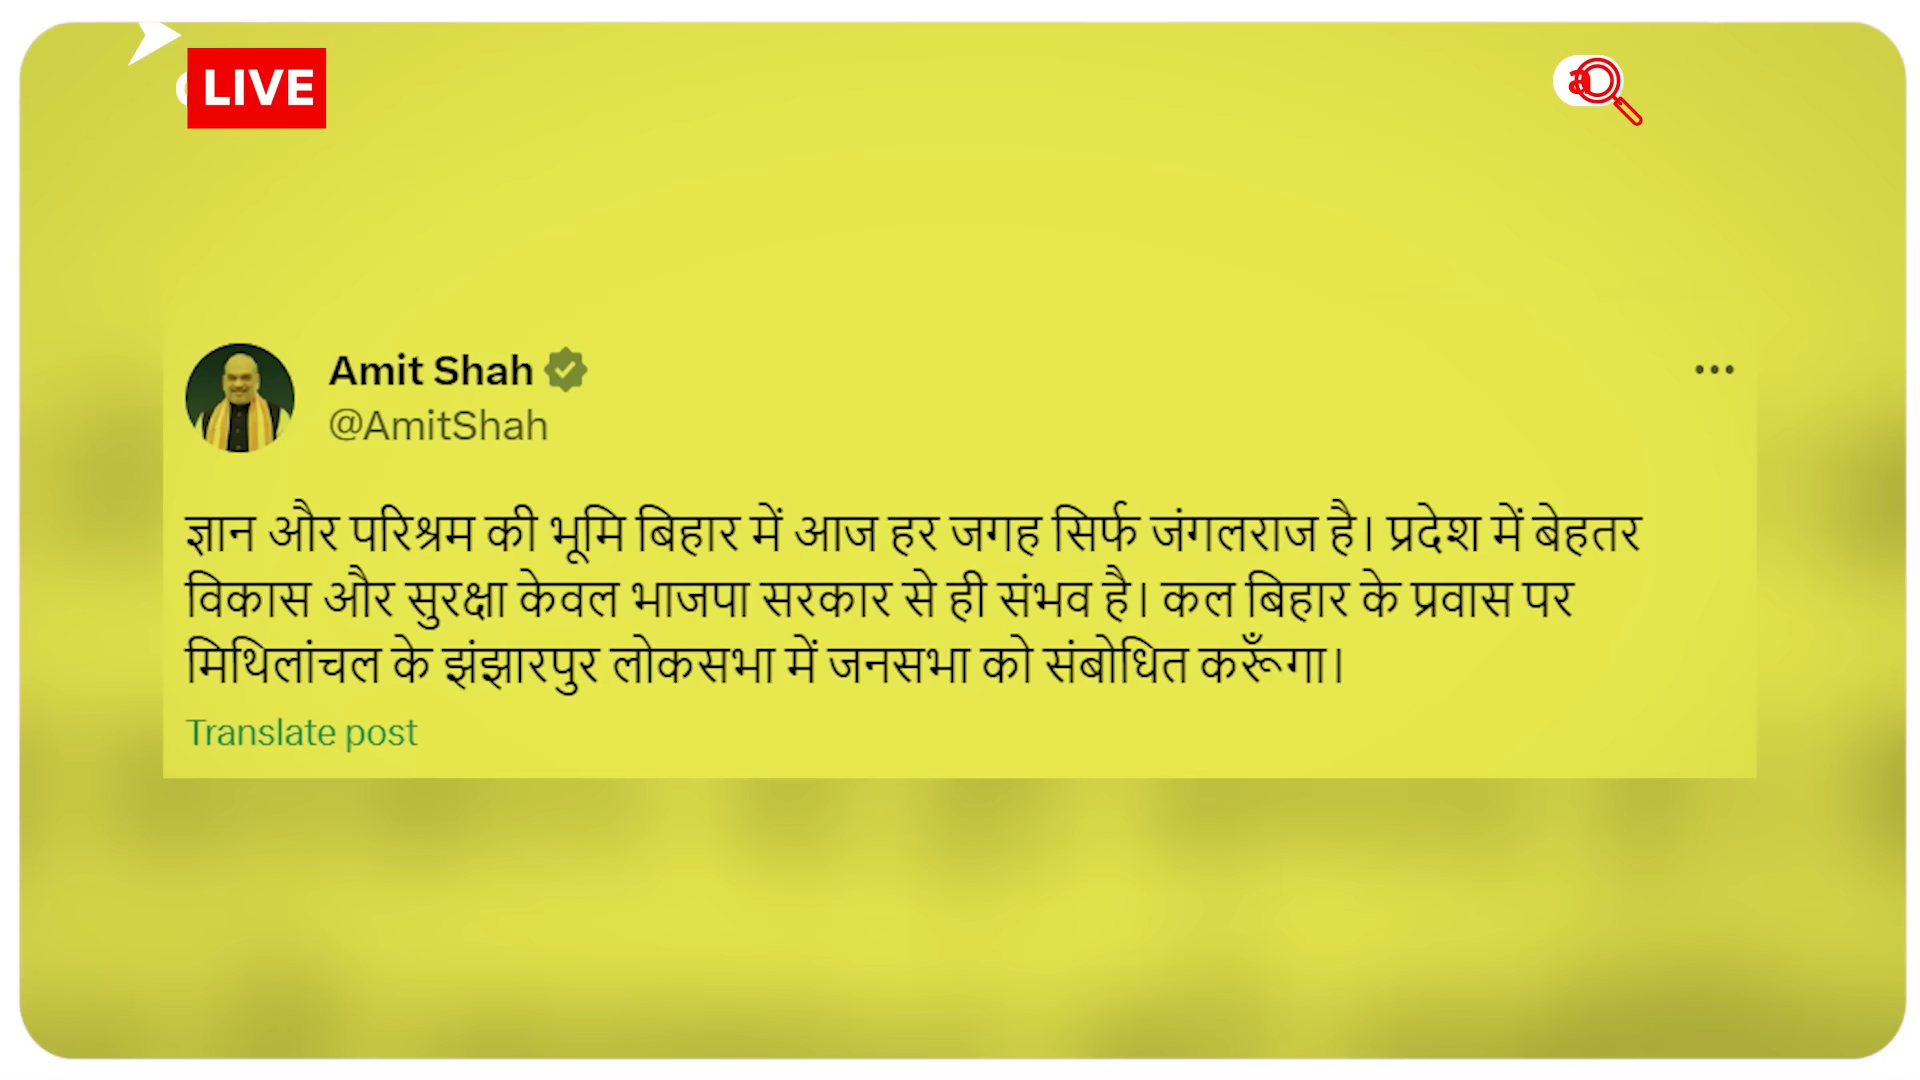 LIVE
a
Amit Shah
@AmitShah
ज्ञान और परिश्रम की भूमि बिहार में आज हर जगह सिर्फ जंगलराज है। प्रदेश में बेहतर
विकास और सुरक्षा केवल भाजपा सरकार से ही संभव है। कल बिहार के प्रवास पर
मिथिलांचल के झंझारपुर लोकसभा में जनसभा को संबोधित करूँगा।
Translate post